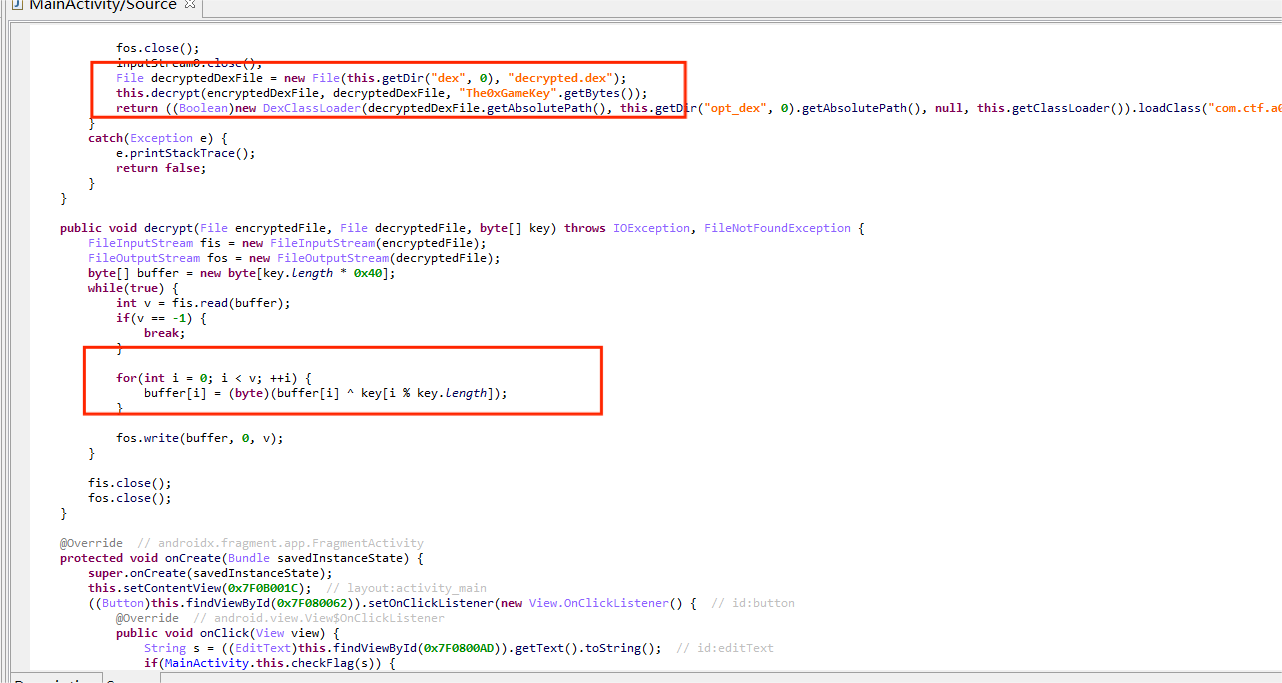 MainActivity/Source
fos.close();
inputStream0.close();
File decryptedDexFile = new File(this.getDir("dex", 0), "decrypted.dex");
this.decrypt(encryptedDexFile, decryptedDexFile, "The0xGameKey".getBytes());
return ((Boolean)new DexClassLoader(decryptedDexFile.getAbsolutePath(), this.getDir("opt_dex", 0).getAbsolutePath(), null, this.getClassLoader()).loadClass("com.ctf.a0
}
catch(Exception e) {
e.printStackTrace();
return false;
}
}
public void decrypt(File encryptedFile, File decryptedFile, byte[] key) throws IOException, FileNotFoundException {
FileInputStream fis = new FileInputStream(encryptedFile);
FileOutputStream fos = new FileOutputStream(decryptedFile);
byte[] buffer = new byte[key.length * 0x40];
while(true) {
int v = fis.read(buffer);
if(v == -1) {
break;
}
for(int i = 0; i < v; ++i) {
buffer[i] = (byte)(buffer[i] ^ key[i % key.length]);
}
fos.write(buffer, 0, v);
}
fis.close();
fos.close();
}
@Override  // androidx.fragment.app.FragmentActivity
protected void onCreate(Bundle savedInstanceState) {
super.onCreate(savedInstanceState);
this.setContentView(0x7F0B001C);  // layout:activity_main
((Button)this.findViewById(0x7F080062)).setOnClickListener(new View.OnClickListener() {  // id:button
@Override  // android.view.View$OnClickListener
public void onClick(View view) {
String s = ((EditText)this.findViewById(0x7F0800AD)).getText().toString();  // id:editText
if(MainActivity.this.checkFlag(s)) {